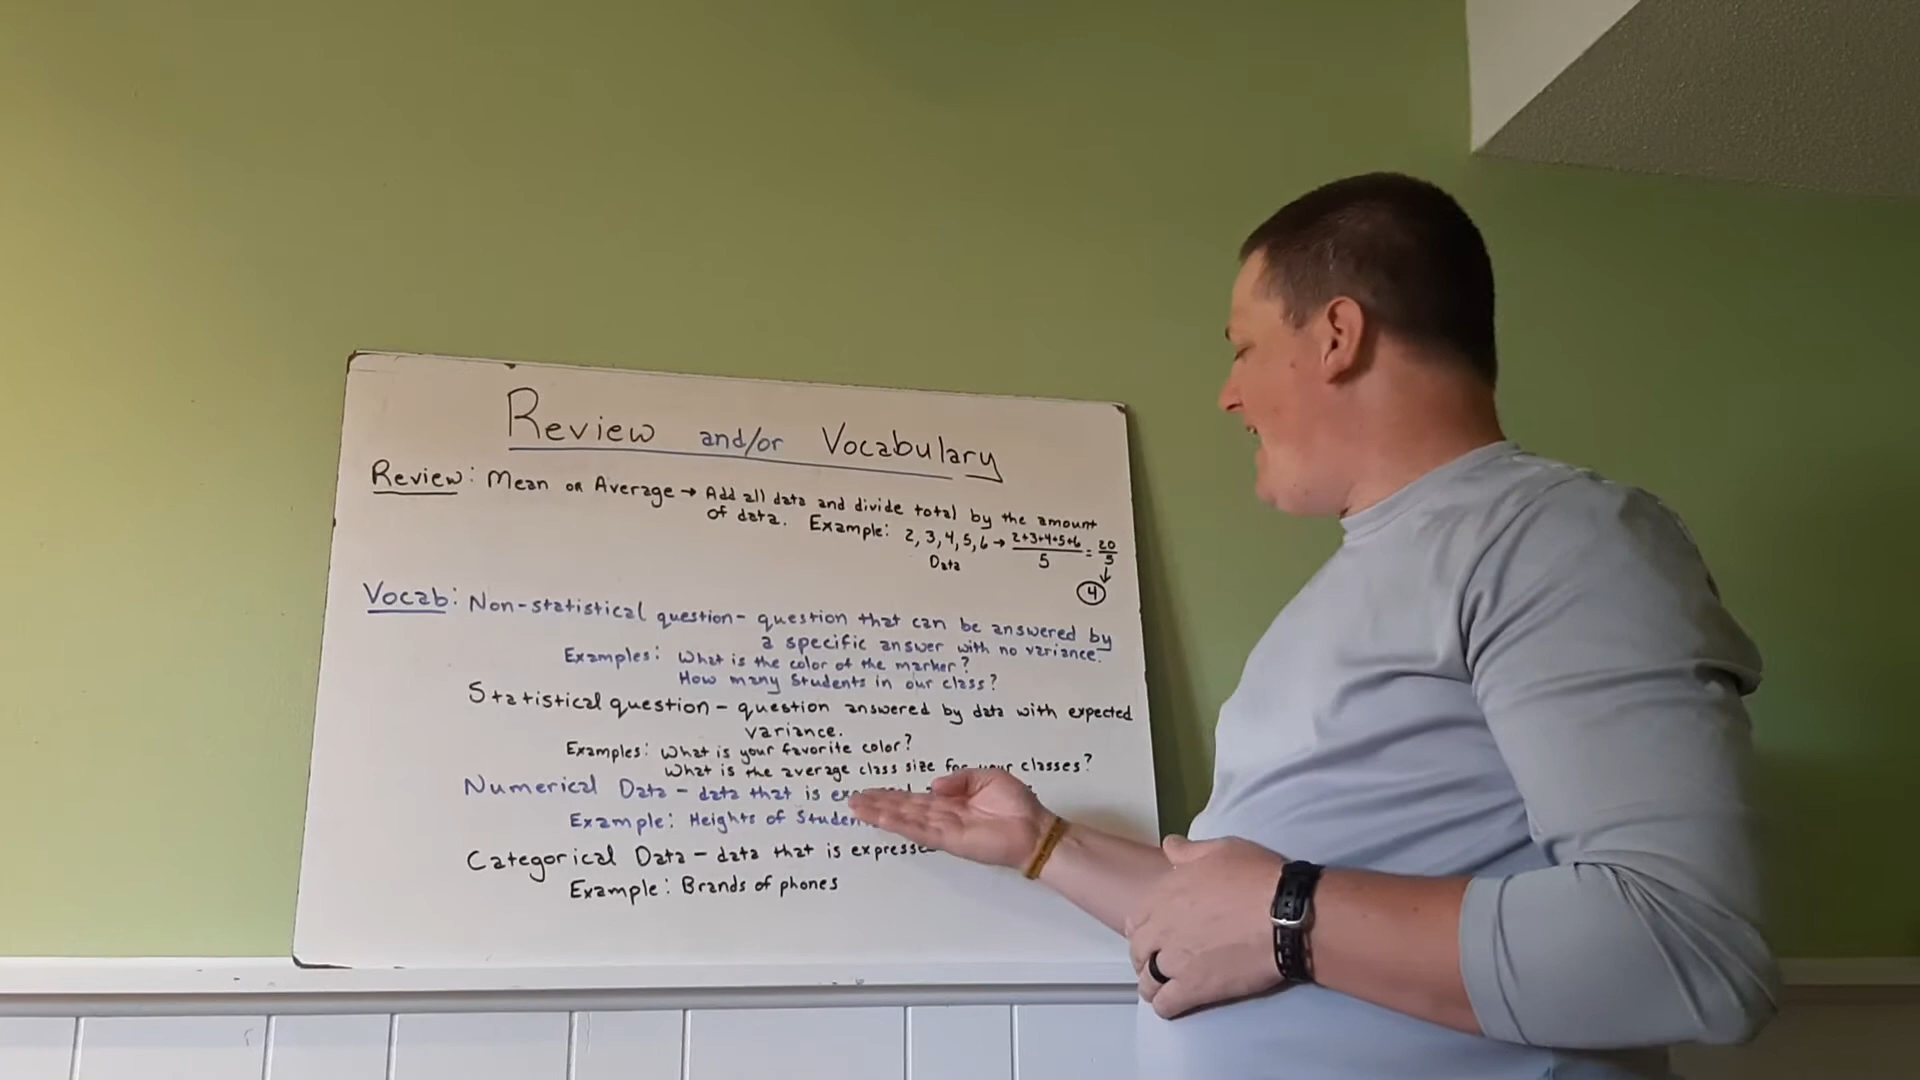 Review and/or Vocabulary
Review: Mean or Average → Add all data and divide total by the amount
of data. Example: 2, 3, 4, 5, 6 → 2+3+4+5+6 / 5 = 20 / 5
Data
4
Vocab: Non-statistical question - question that can be answered by
a specific answer with no variance.
Examples: What is the color of the marker?
How many Students in our class?
Statistical question - question answered by data with expected
variance.
Examples: What is your favorite color?
What is the average class size for your classes?
Numerical Data - data that is
Example: Heights of
Categorical Data - data that is
Example: Brands of phones